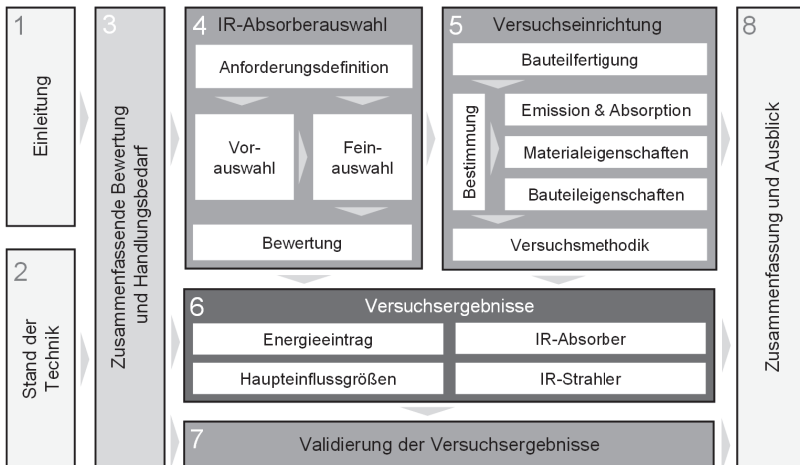 1
Einleitung
2
Stand der
Technik
3
Zusammenfassende Bewertung
und Handlungsbedarf
4 IR-Absorberauswahl
Anforderungsdefinition
Vor-
auswahl
Fein-
auswahl
Bewertung
5 Versuchseinrichtung
Bauteilfertigung
Bestimmung
Emission & Absorption
Materialeigenschaften
Bauteileigenschaften
Versuchsmethodik
6 Versuchsergebnisse
Energieeintrag
IR-Absorber
Haupteinflussgrößen
IR-Strahler
7 Validierung der Versuchsergebnisse
8
Zusammenfassung und Ausblick